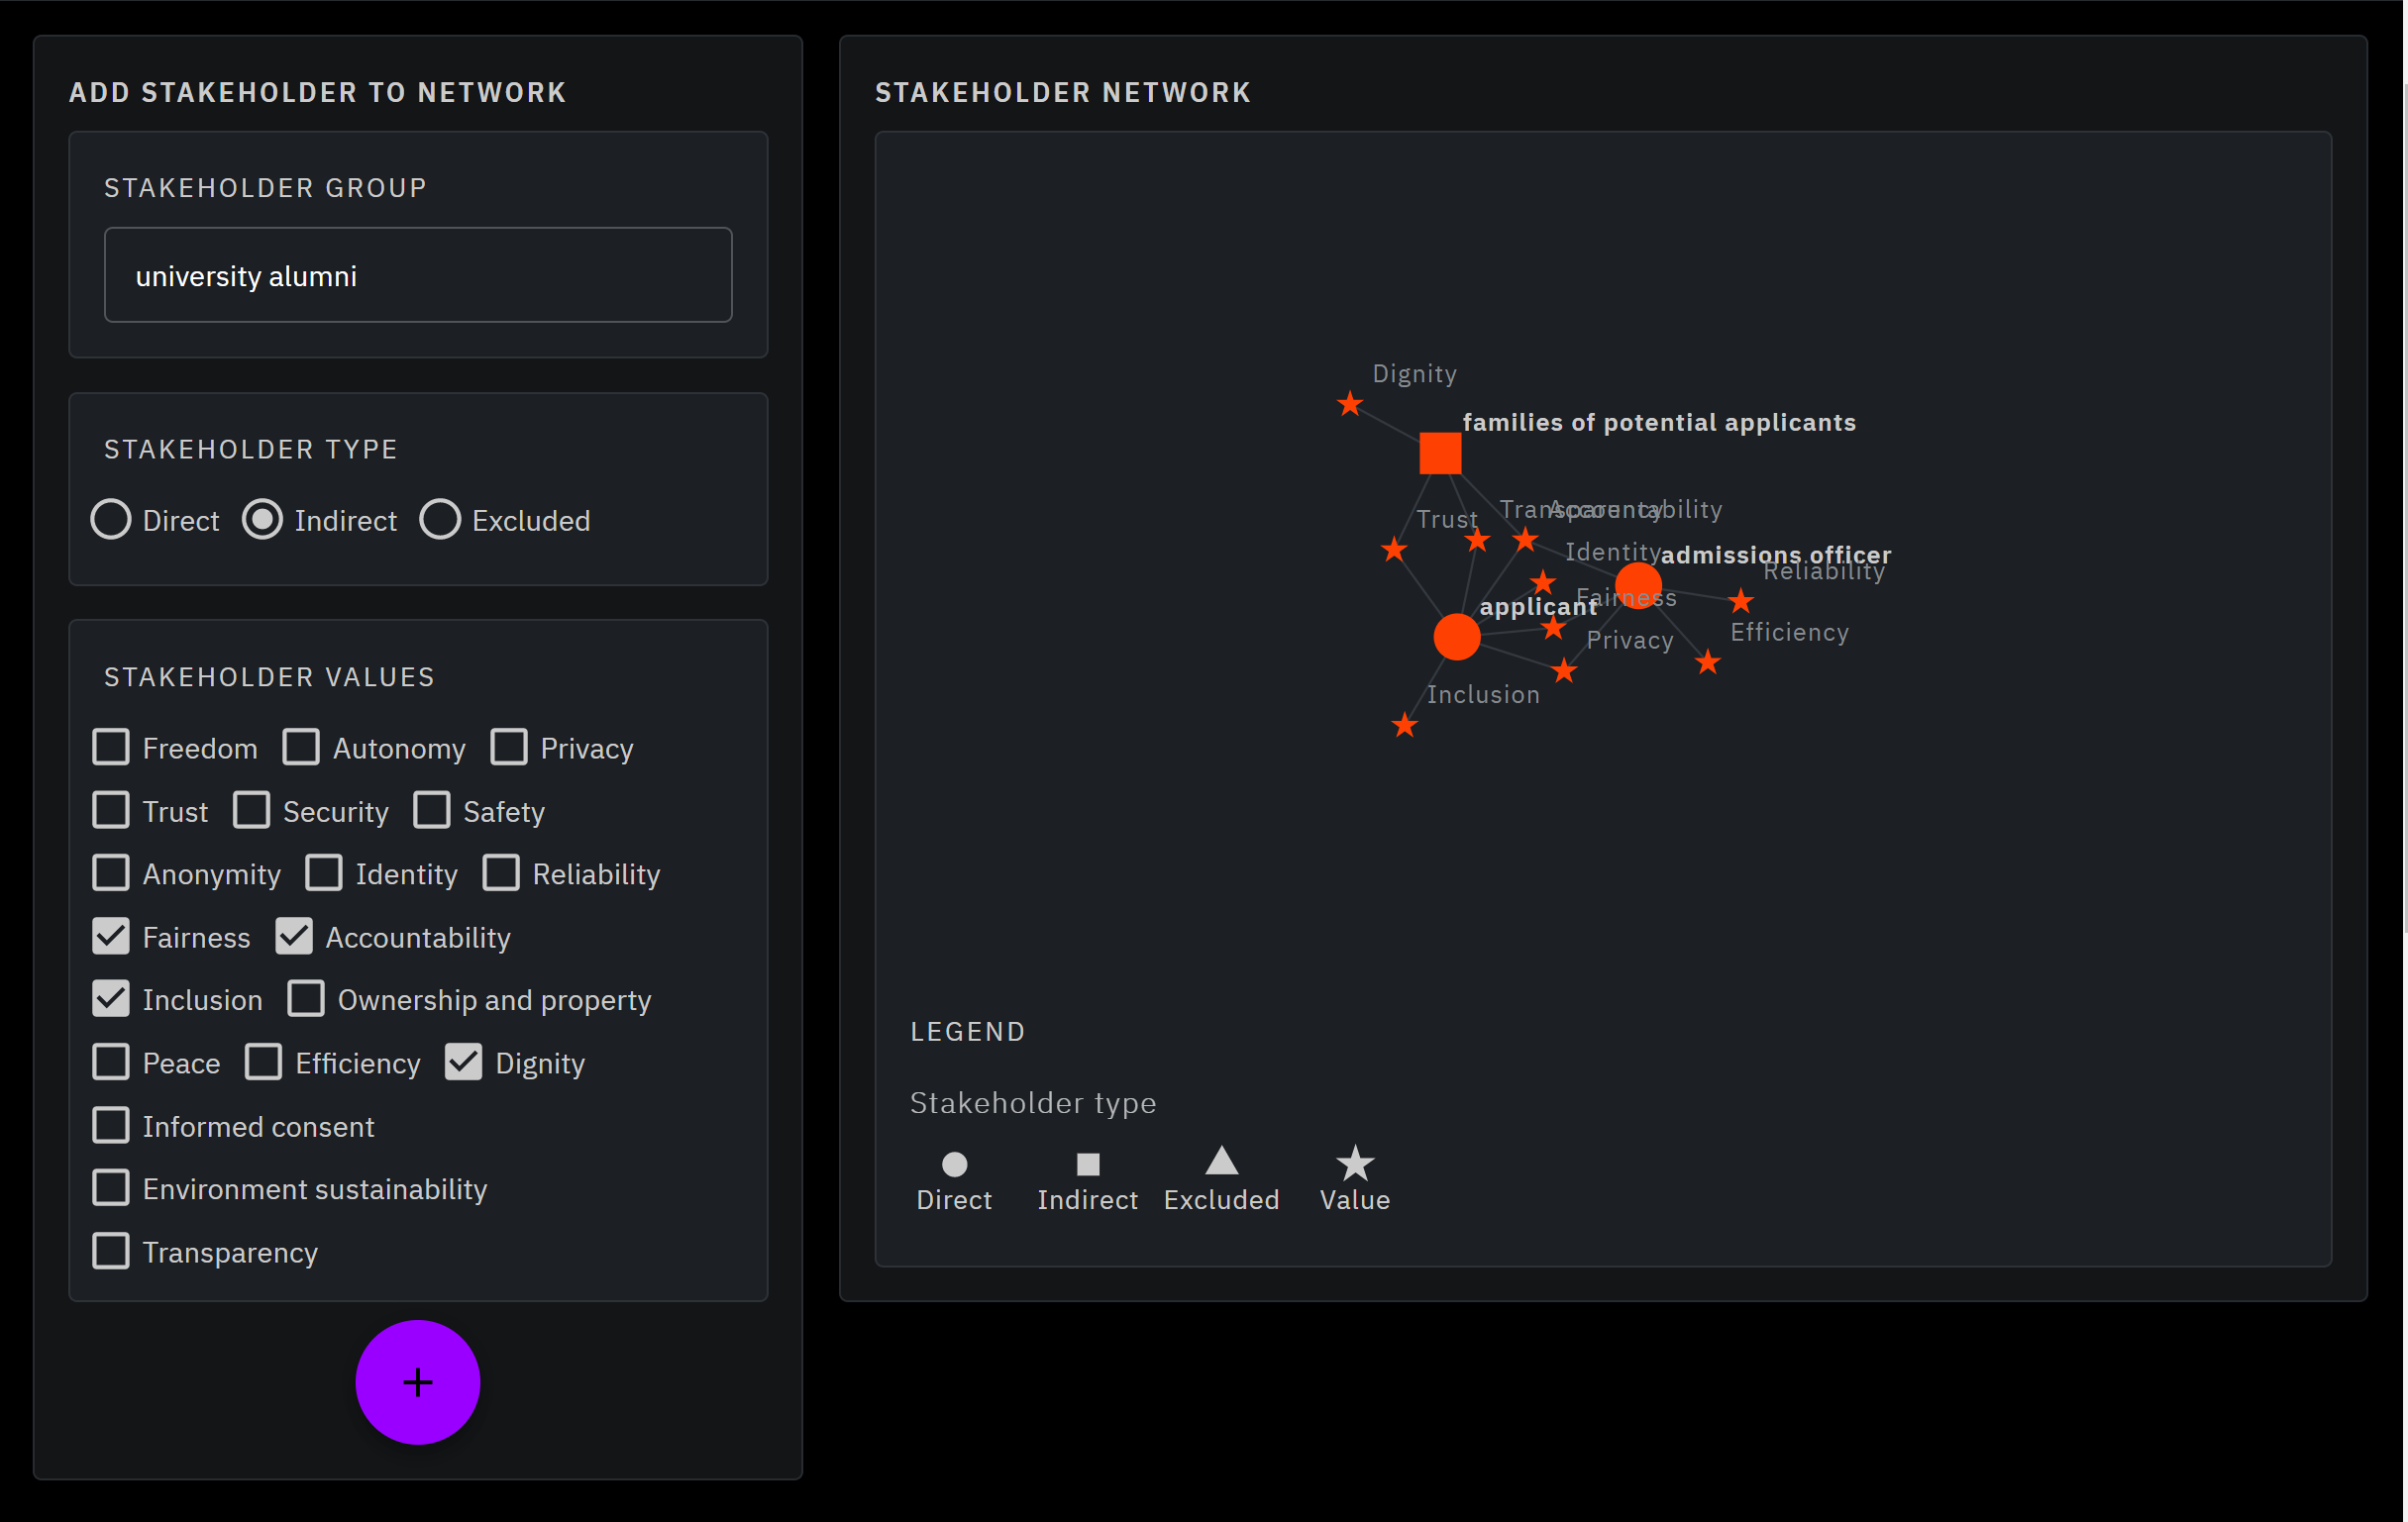 ADD STAKEHOLDER TO NETWORK
STAKEHOLDER GROUP
university alumni
STAKEHOLDER TYPE
Direct Indirect Excluded
STAKEHOLDER VALUES
Freedom Autonomy Privacy
Trust Security Safety
Anonymity Identity Reliability
Fairness Accountability
Inclusion Ownership and property
Peace Efficiency Dignity
Informed consent
Environment sustainability
Transparency
+
STAKEHOLDER NETWORK
Dignity
families of potential applicants
Transparency Accountability
Trust
Identity
admissions officer
Reliability
Fairness
applicant
Efficiency
Privacy
Inclusion
LEGEND
Stakeholder type
Direct Indirect Excluded Value